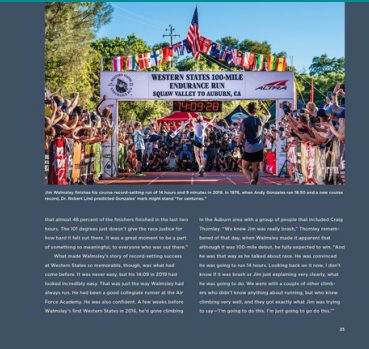 WESTERN STATES 100-MILE
ENDURANCE RUN
SQUAW VALLEY TO AUBURN, CA
ALTRA
14:09:28
Jim Walmsley finishes his course record-setting run of 14 hours and 9 minutes in 2019. In 1978, when Andy Gonzales ran 18:50 and a new course
record, Dr. Robert Lind predicted Gonzales' mark might stand "for centuries."
that almost 48 percent of the finishers finished in the last two
hours. The 101 degrees just doesn't give the race justice for
how hard it felt out there. It was a great moment to be a part
of something so meaningful, to everyone who was out there."
What made Walmsley's story of record-setting success
at Western States so memorable, though, was what had
come before. It was never easy, but his 14:09 in 2019 had
looked incredibly easy. That was just the way Walmsley had
always run. He had been a good collegiate runner at the Air
Force Academy. He was also confident. A few weeks before
Walmsley's first Western States in 2016, he'd gone climbing
in the Auburn area with a group of people that included Craig
Thornley. "We knew Jim was really brash," Thornley remem-
bered of that day, when Walmsley made it apparent that
although it was 100-mile debut, he fully expected to win. "And
he was that way as he talked about race. He was convinced
he was going to run 14 hours. Looking back on it now, I don't
know if it was brash or Jim just explaining very clearly, what
he was going to do. We were with a couple of other climb-
ers who didn't know anything about running, but who knew
climbing very well, and they got exactly what Jim was trying
to say—'I'm going to do this. I'm just going to go do this.'"